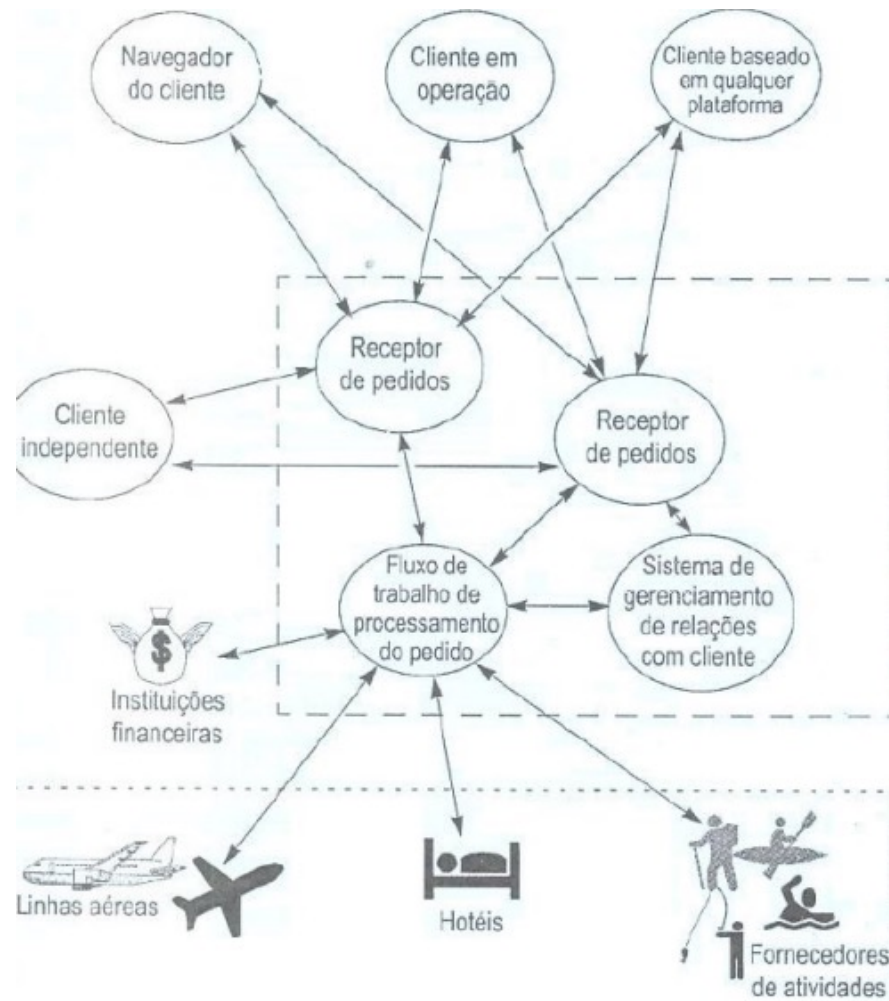 Navegador
do cliente
Cliente em
operação
Cliente baseado
em qualquer
plataforma
Receptor
de pedidos
Cliente
independente
Receptor
de pedidos
Fluxo de
trabalho de
processamento
do pedido
Sistema de
gerenciamento
de relações
com cliente
$
Instituições
financeiras
Linhas aéreas
Hotéis
Fornecedores
de atividades